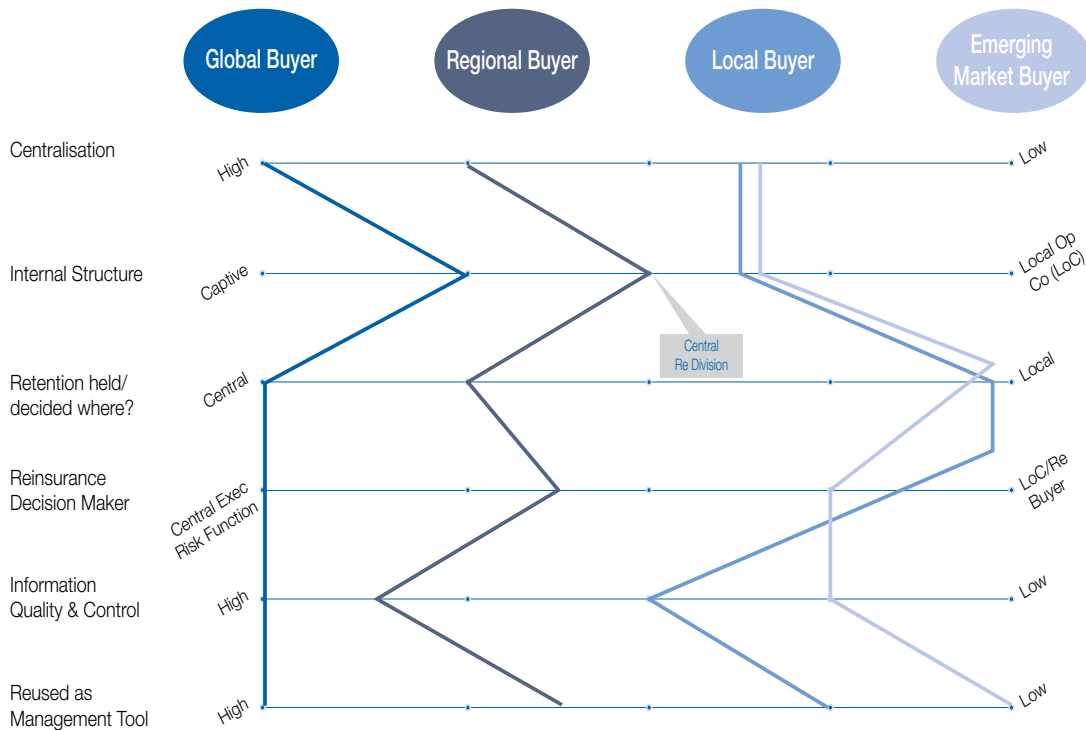 Global Buyer
Regional Buyer
Local Buyer
Emerging
Market Buyer
Centralisation
High
Low
Internal Structure
Captive
Local Op
Co (LoC)
Central
Re Division
Retention held/
decided where?
Central
Local
Reinsurance
Decision Maker
Central Exec
Risk Function
LoC/Re
Buyer
Information
Quality & Control
High
Low
Reused as
Management Tool
High
Low